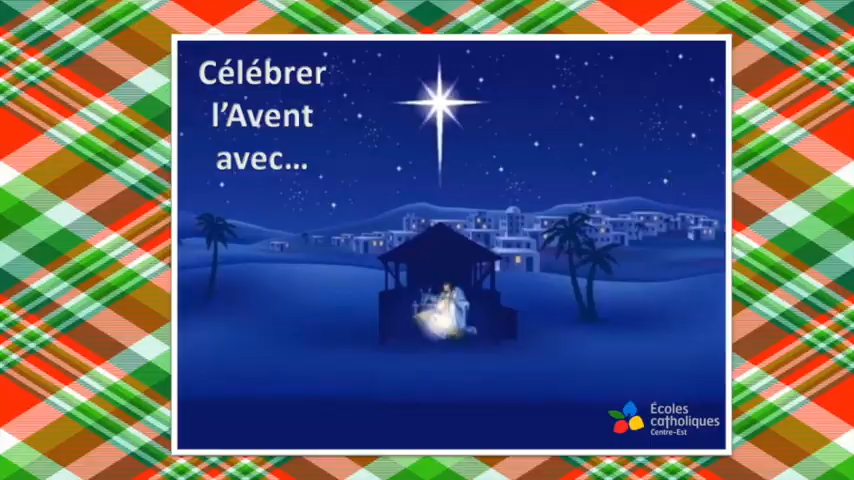 Célébrer
l'Avent
avec...
Écoles
catholiques
Centre-Est